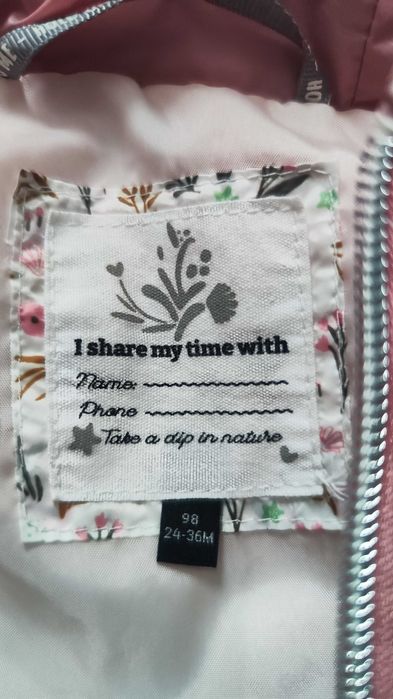 I share my time with
Name:
Phone
Take a dip in nature
98
24-36M